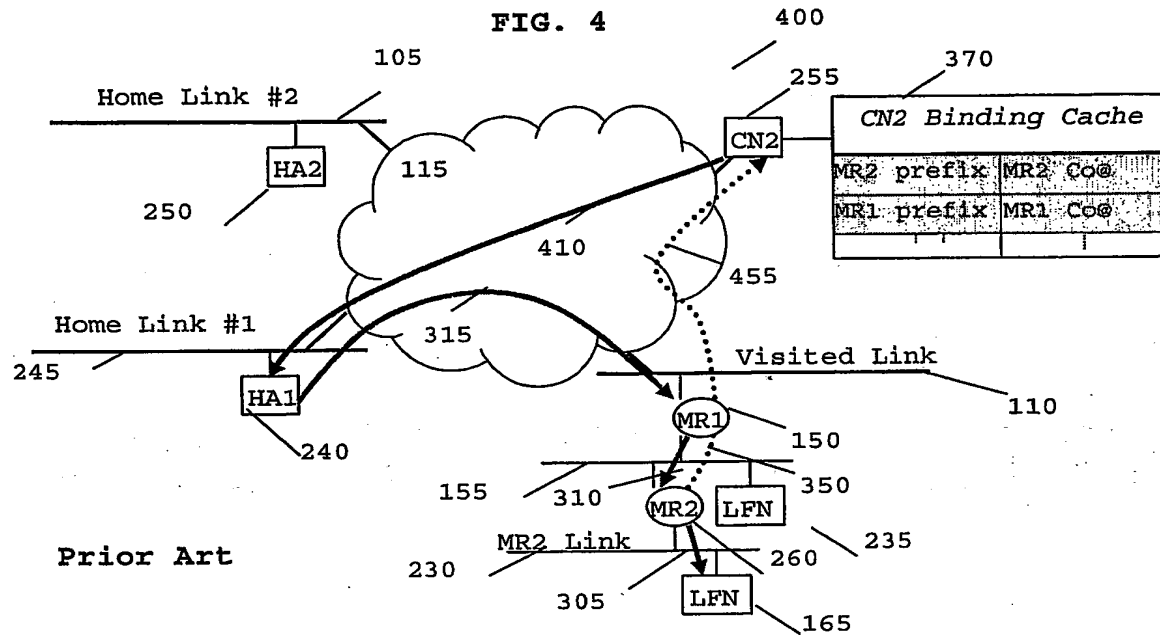 FIG. 4
400
105
255
370
Home Link #2
CN2
CN2 Binding Cache
HA2
115
MR2 prefix MR2 Co@
MR1 prefix MR1 Co@
250
410
455
Home Link #1
315
Visited Link
245
HA1
110
MR1
150
240
155
310
350
MR2
LFN
235
Prior Art
MR2 Link
230
260
305
LFN
165